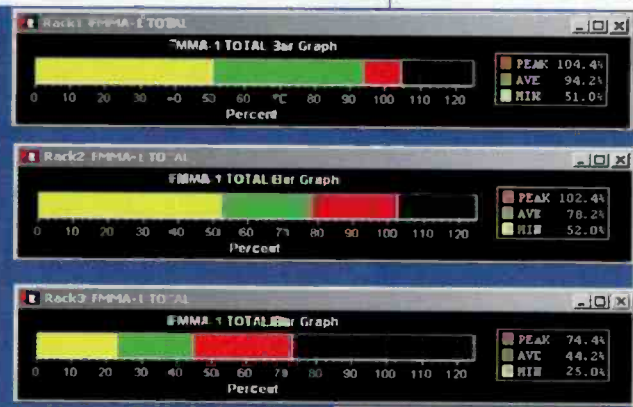 Rack1 FMMA-1 TOTAL
FMMA-1 TOTAL Bar Graph
0 10 20 30 40 50 60 70 80 90 100 110 120
Percent
PEAK 104.4%
AVE 94.2%
MIN 51.0%
Rack2 FMMA-1 TOTAL
FMMA-1 TOTAL Bar Graph
0 10 20 30 40 50 60 70 80 90 100 110 120
Percent
PEAK 102.4%
AVE 78.2%
MIN 52.0%
Rack3 FMMA-1 TOTAL
FMMA-1 TOTAL Bar Graph
0 10 20 30 40 50 60 70 80 90 100 110 120
Percent
PEAK 74.4%
AVE 44.2%
MIN 25.0%